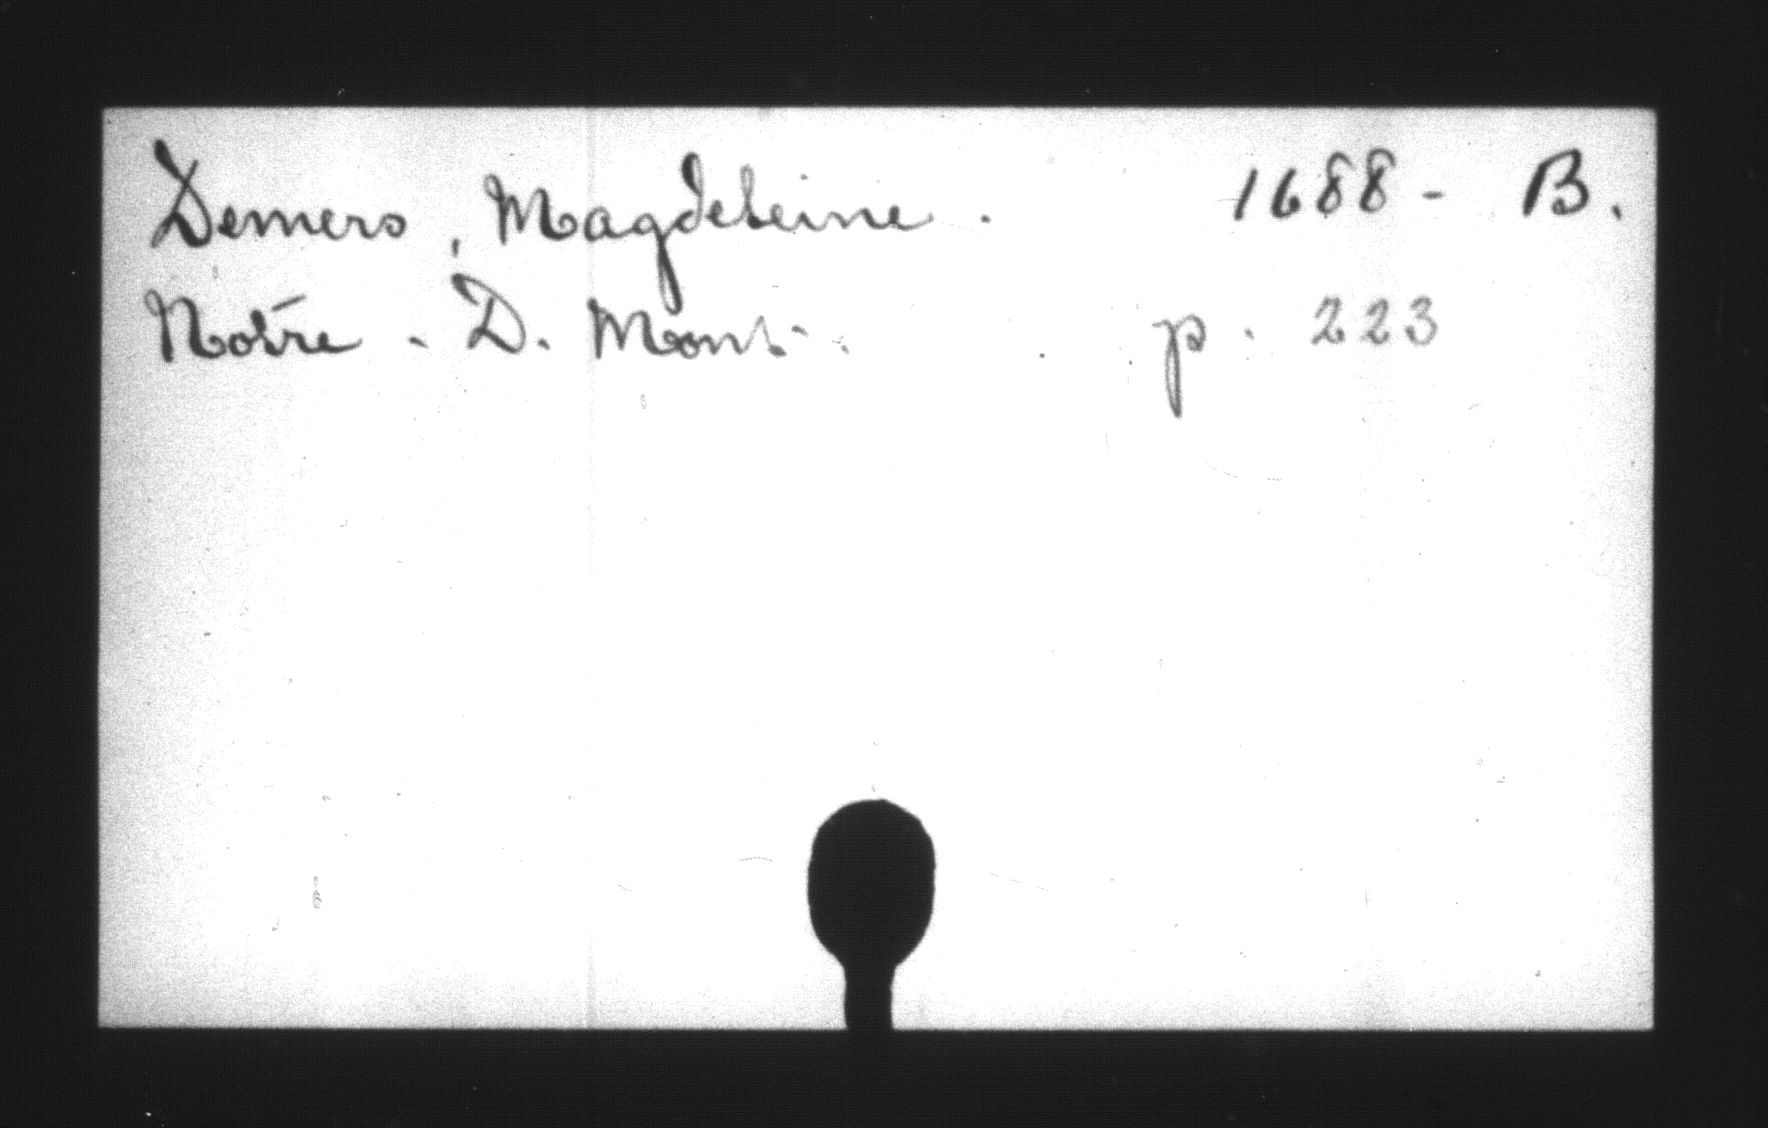 Demers, Magdeleine. 1688 - B.
Notre - D. Mont. p. 223